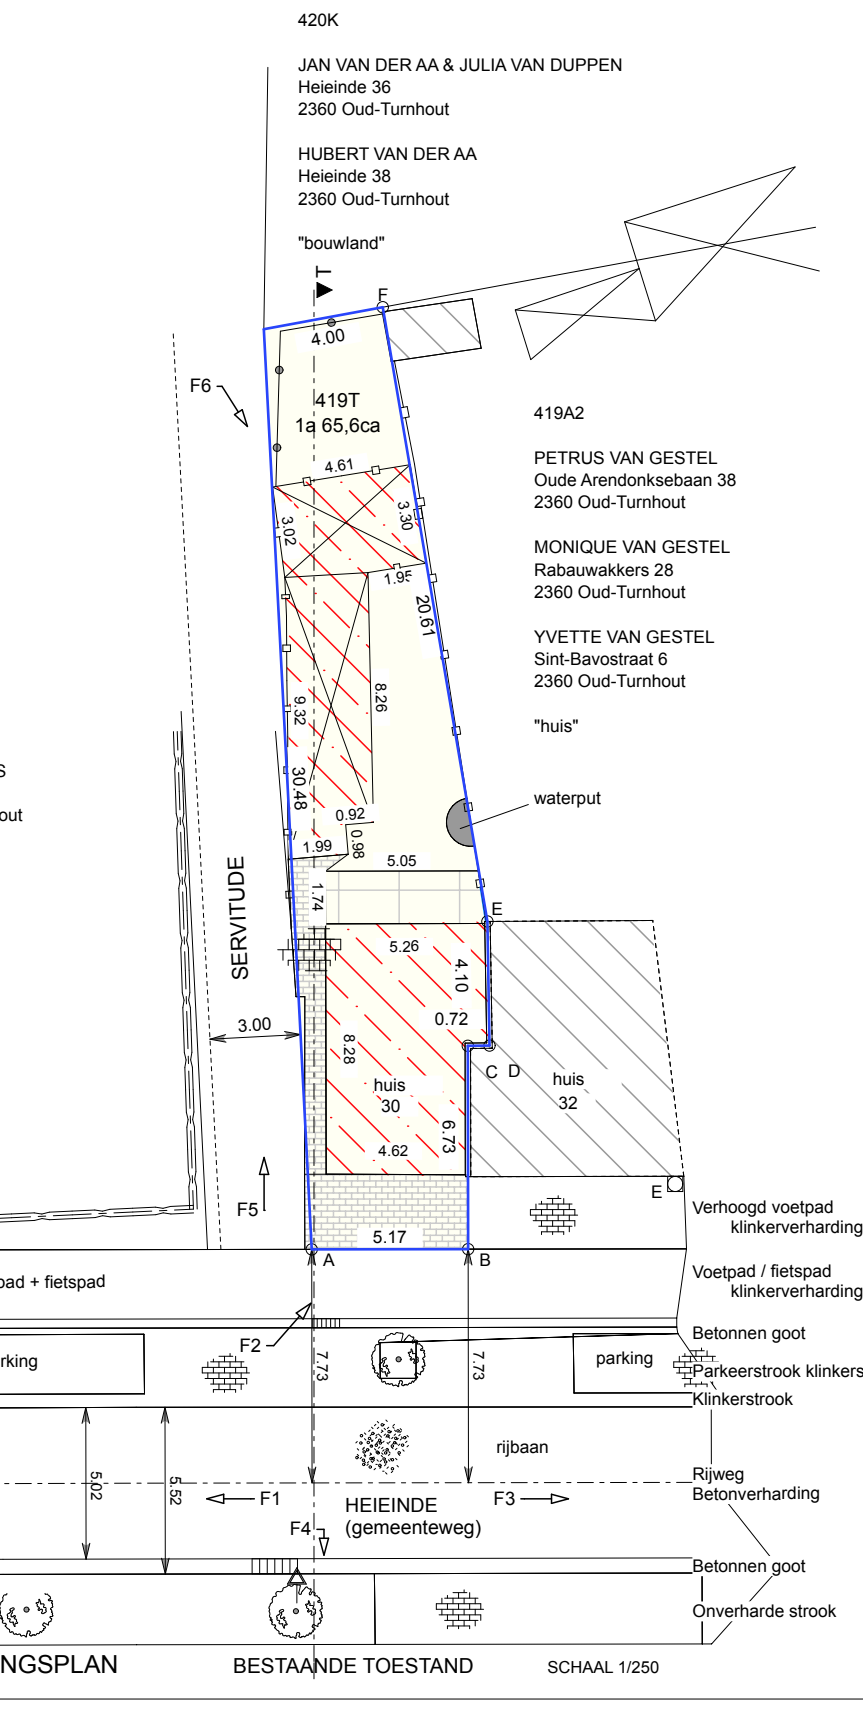 420K
JAN VAN DER AA & JULIA VAN DUPPEN
Heieinde 36
2360 Oud-Turnhout
HUBERT VAN DER AA
Heieinde 38
2360 Oud-Turnhout
"bouwland"
T
F
4.00
F6
419T
1a 65,6ca
419A2
PETRUS VAN GESTEL
Oude Arendonksebaan 38
2360 Oud-Turnhout
MONIQUE VAN GESTEL
Rabauwakkers 28
2360 Oud-Turnhout
YVETTE VAN GESTEL
Sint-Bavostraat 6
2360 Oud-Turnhout
"huis"
4.61
3.02
3.30
1.95
20.61
9.32
8.26
30.48
S
out
waterput
0.92
0.98
1.99
5.05
1.74
SERVITUDE
E
5.26
4.10
0.72
3.00
8.28
C D
huis
30
huis
32
6.73
4.62
F5
E
5.17
A
B
Verhoogd voetpad
klinkerverharding
pad + fietspad
Voetpad / fietspad
klinkerverharding
F2
7.73
7.73
Betonnen goot
rking
parking
Parkeerstrook klinkers
Klinkerstrook
rijbaan
5.02
5.52
Rijweg
Betonverharding
F1
HEIEINDE
(gemeenteweg)
F3
F4
Betonnen goot
Onverharde strook
NGSPLAN
BESTAANDE TOESTAND
SCHAAL 1/250